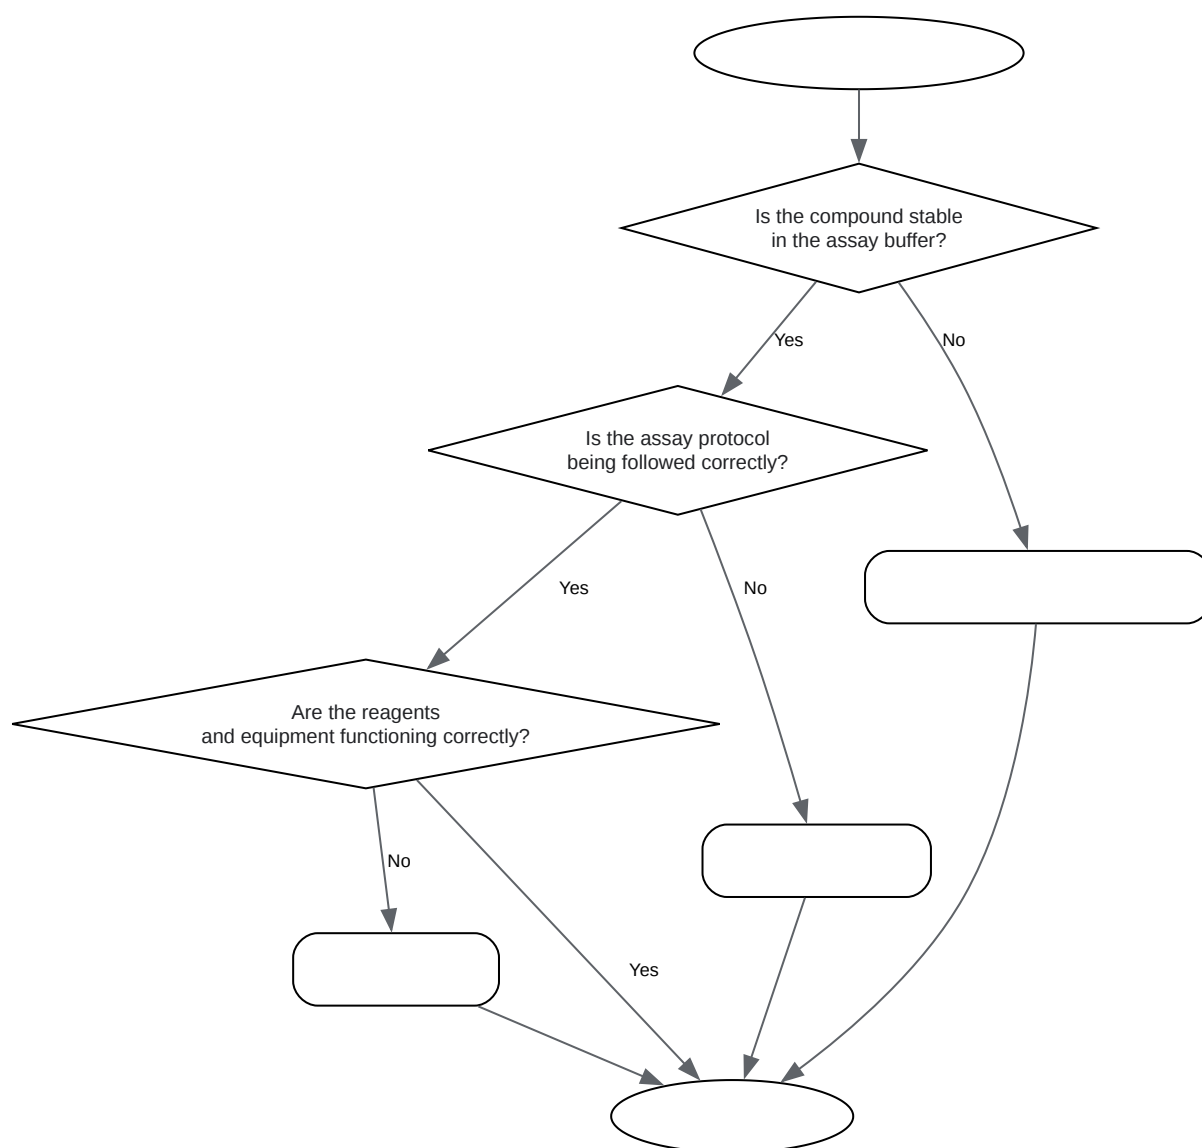 Is the compound stable
in the assay buffer?
Yes
No
Is the assay protocol
being followed correctly?
Yes
No
Are the reagents
and equipment functioning correctly?
No
Yes